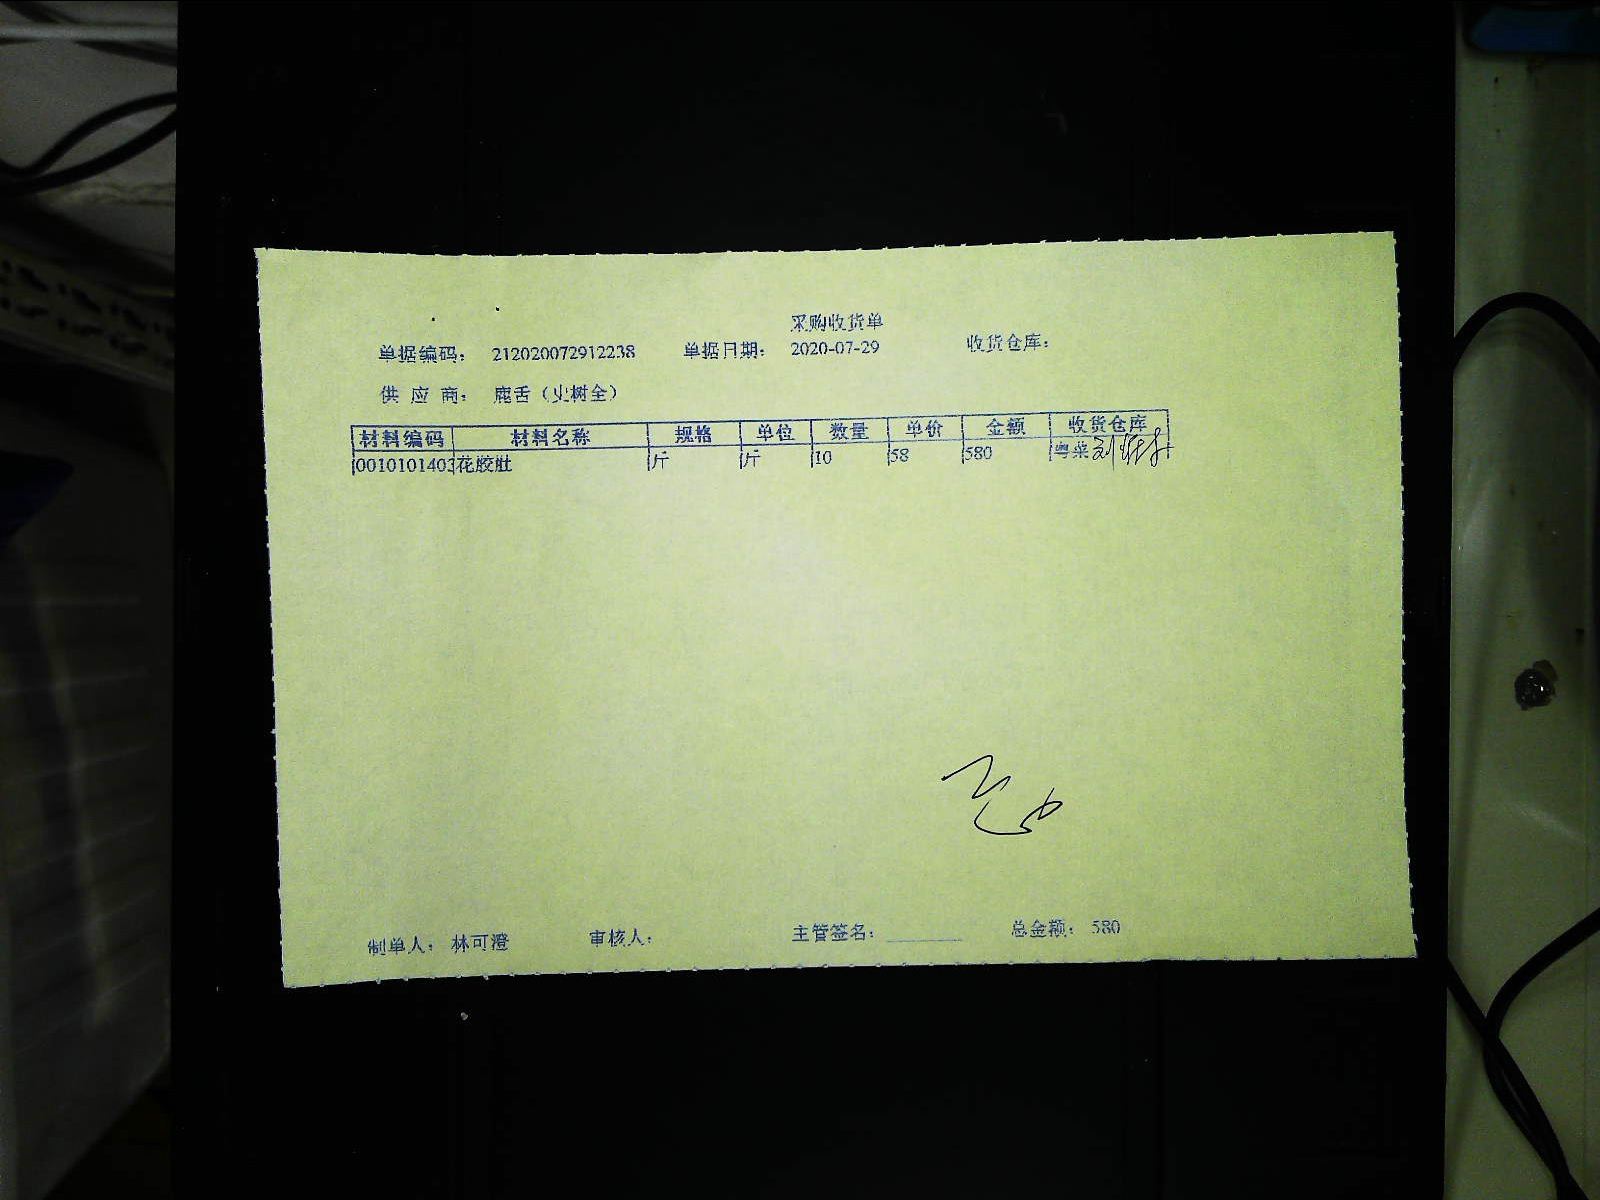 采购收货单
单据编码： 212020072912238 单据日期： 2020-07-29 收货仓库：
供 应 商： 鹿舌（史树全）
材料编码 材料名称 规格 单位 数量 单价 金额 收货仓库
0010101403 花胶肚 斤 斤 10 58 580 粤菜
制单人： 林可澄 审核人： 主管签名： ________ 总金额： 580